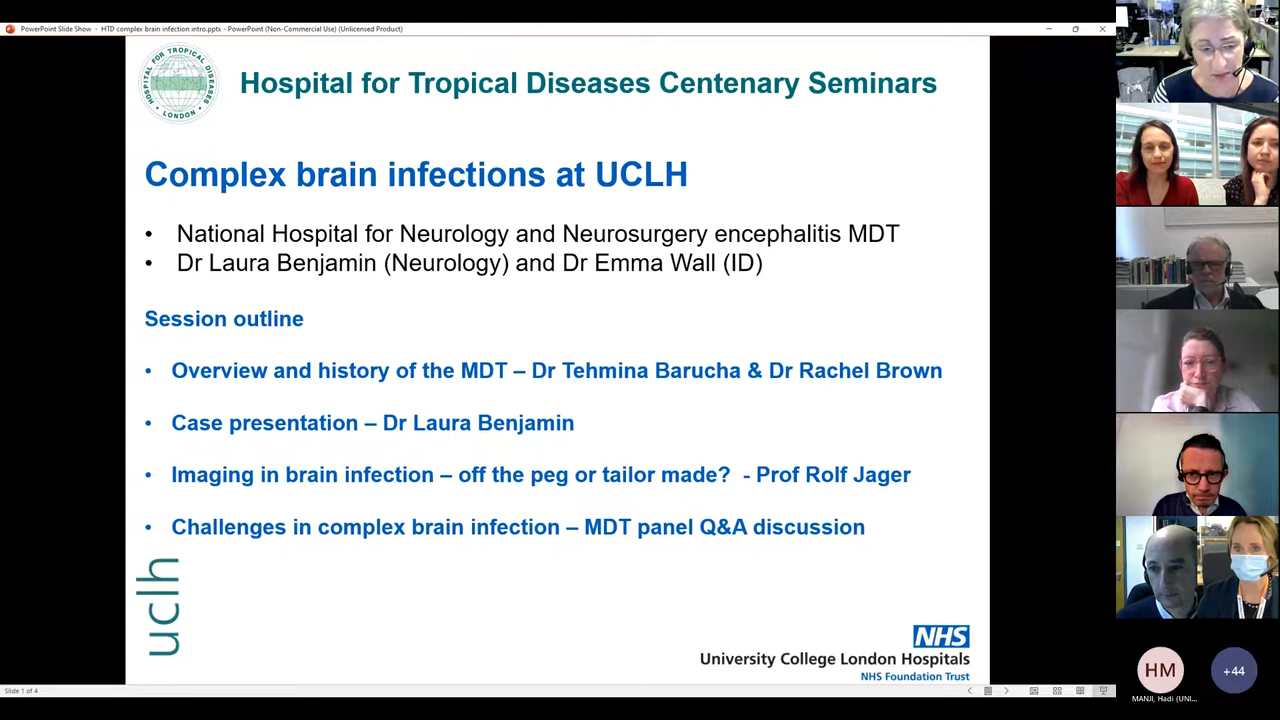 PowerPoint Slide Show - HTD complex brain infection intro.pptx - PowerPoint (Non-Commercial Use) (Unlicensed Product)
HOSPITAL FOR TROPICAL DISEASES
LONDON
Hospital for Tropical Diseases Centenary Seminars
Complex brain infections at UCLH
• National Hospital for Neurology and Neurosurgery encephalitis MDT
• Dr Laura Benjamin (Neurology) and Dr Emma Wall (ID)
Session outline
• Overview and history of the MDT – Dr Tehmina Barucha & Dr Rachel Brown
• Case presentation – Dr Laura Benjamin
• Imaging in brain infection – off the peg or tailor made? - Prof Rolf Jager
• Challenges in complex brain infection – MDT panel Q&A discussion
uclh
NHS
University College London Hospitals
NHS Foundation Trust
Slide 1 of 4
HM
+44
MANJI, Hadi (UNI...